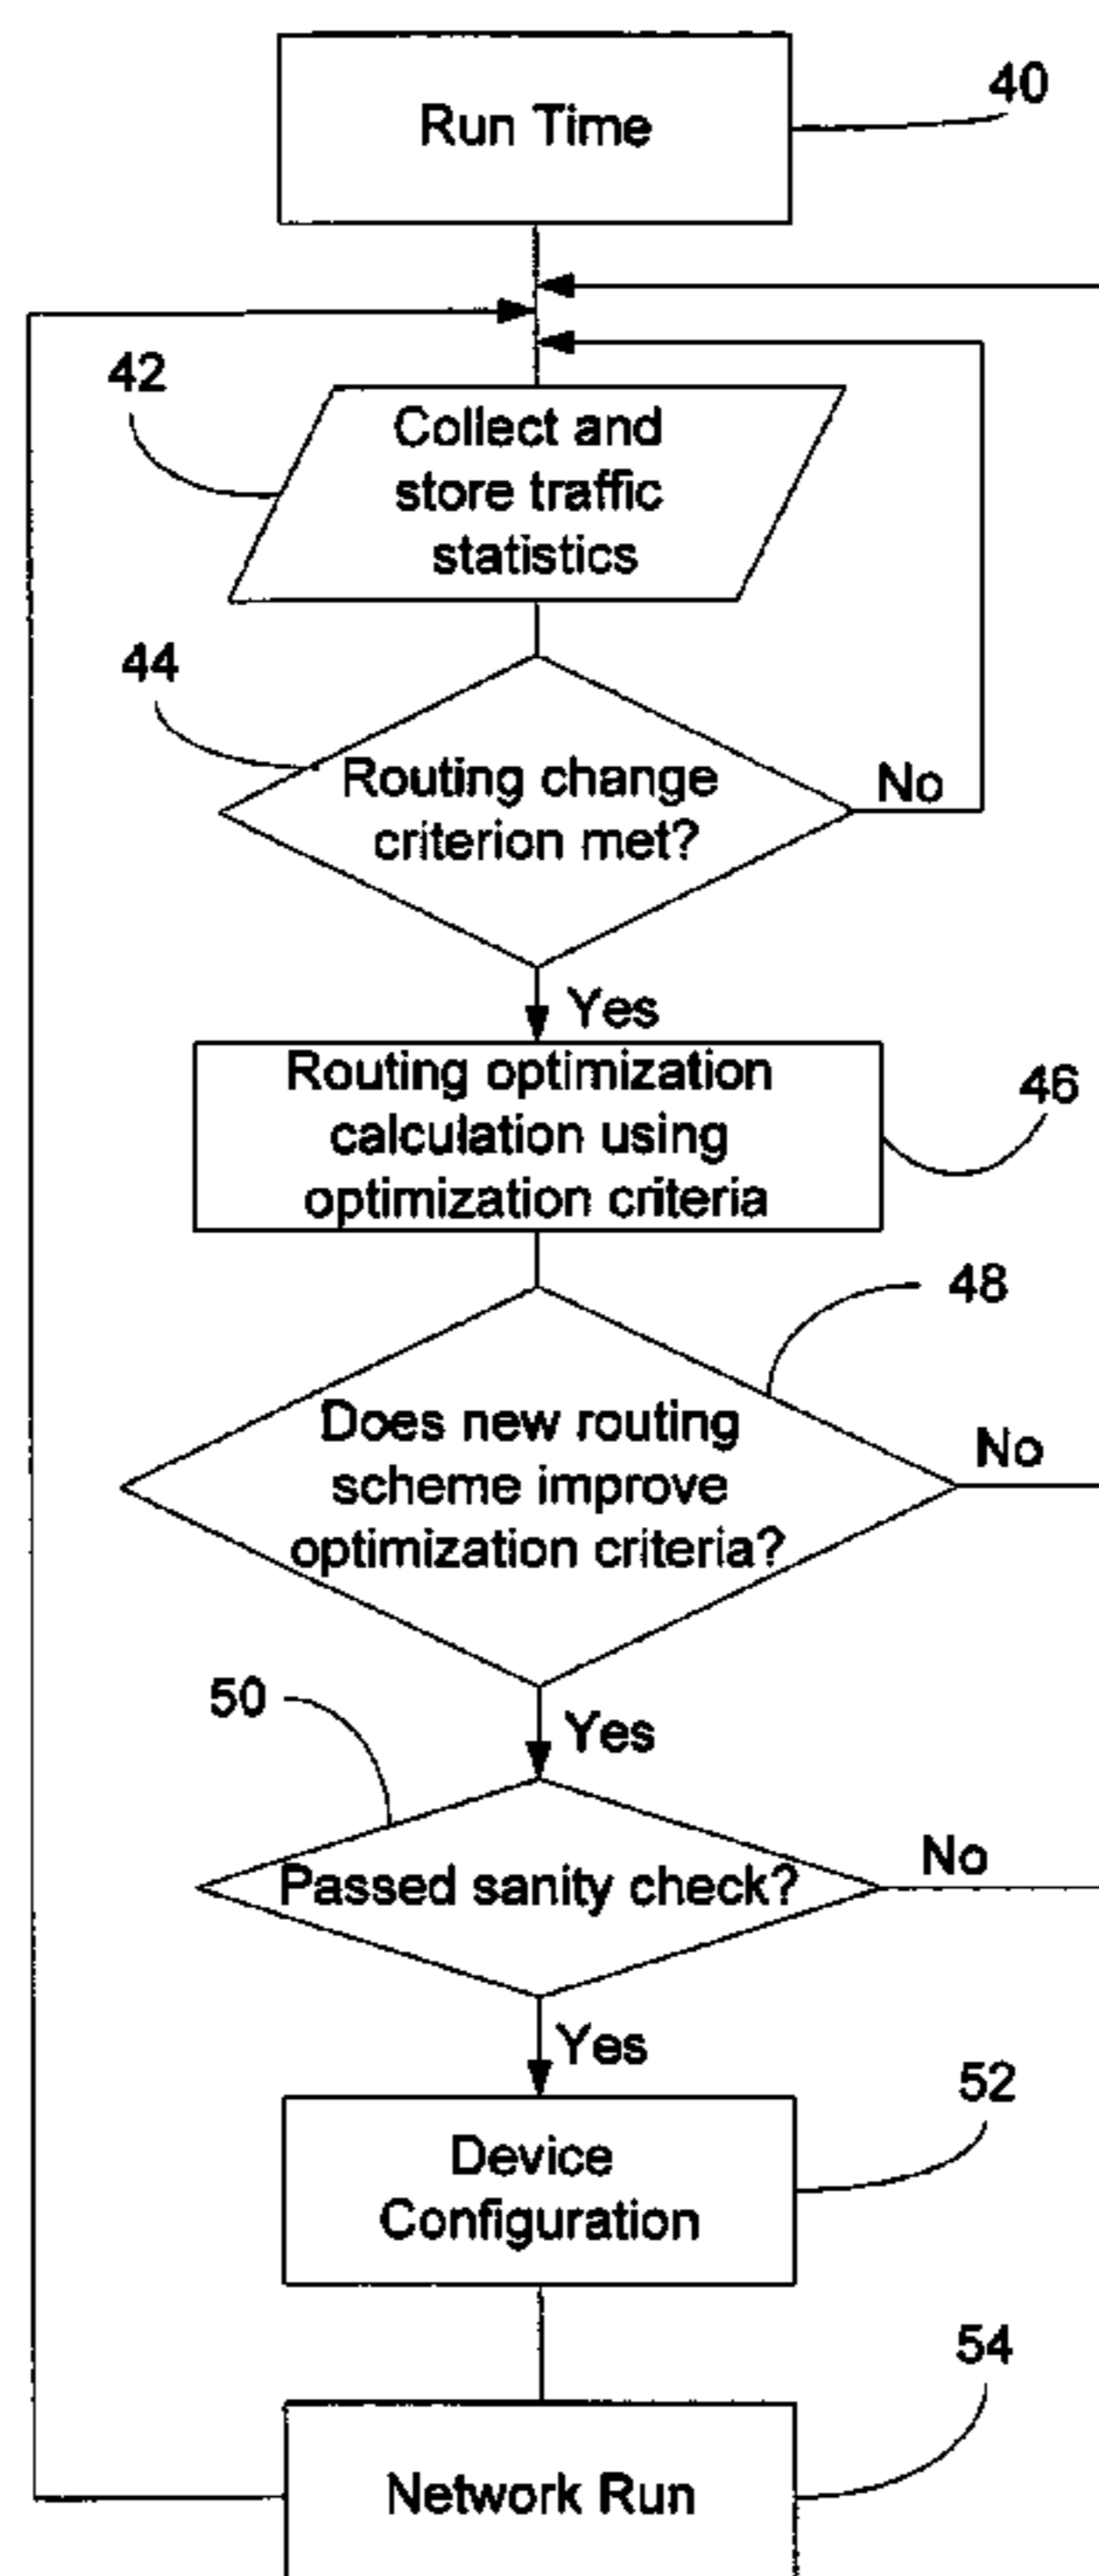 Run Time
40
42
Collect and
store traffic
statistics
44
Routing change
criterion met?
No
Yes
Routing optimization
calculation using
optimization criteria
46
48
Does new routing
scheme improve
optimization criteria?
No
50
Yes
Passed sanity check?
No
Yes
52
Device
Configuration
54
Network Run